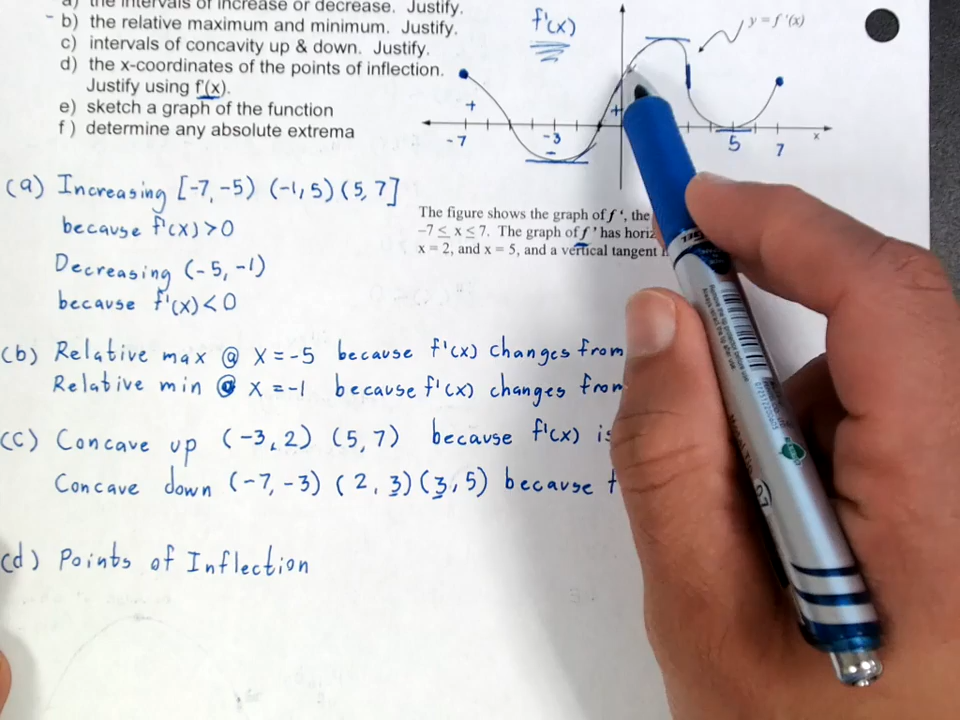 a) the intervals of increase or decrease. Justify.
b) the relative maximum and minimum. Justify.
c) intervals of concavity up & down. Justify.
d) the x-coordinates of the points of inflection.
Justify using f'(x).
e) sketch a graph of the function
f ) determine any absolute extrema
f'(x)
y = f '(x)
+
+
-7
-3
−
5
7
x
The figure shows the graph of f ', the
-7 ≤ x ≤ 7. The graph of f ' has horiz
x = 2, and x = 5, and a vertical tangent
(a) Increasing [-7,-5) (-1,5) (5,7]
because f'(x) > 0
Decreasing (-5,-1)
because f'(x) < 0
(b) Relative max @ x = -5 because f'(x) changes from
Relative min @ x = -1 because f'(x) changes from
(c) Concave up (-3,2) (5,7) because f'(x) is
Concave down (-7,-3) (2,3) (3,5) because f
(d) Points of Inflection